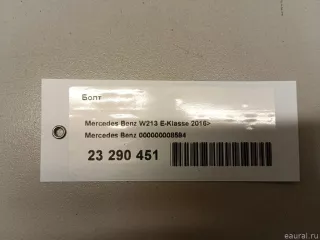 Болт
Mercedes Benz W213 E-Klasse 2016>
Mercedes Benz 000000008594
23 290 451
eaural.ru